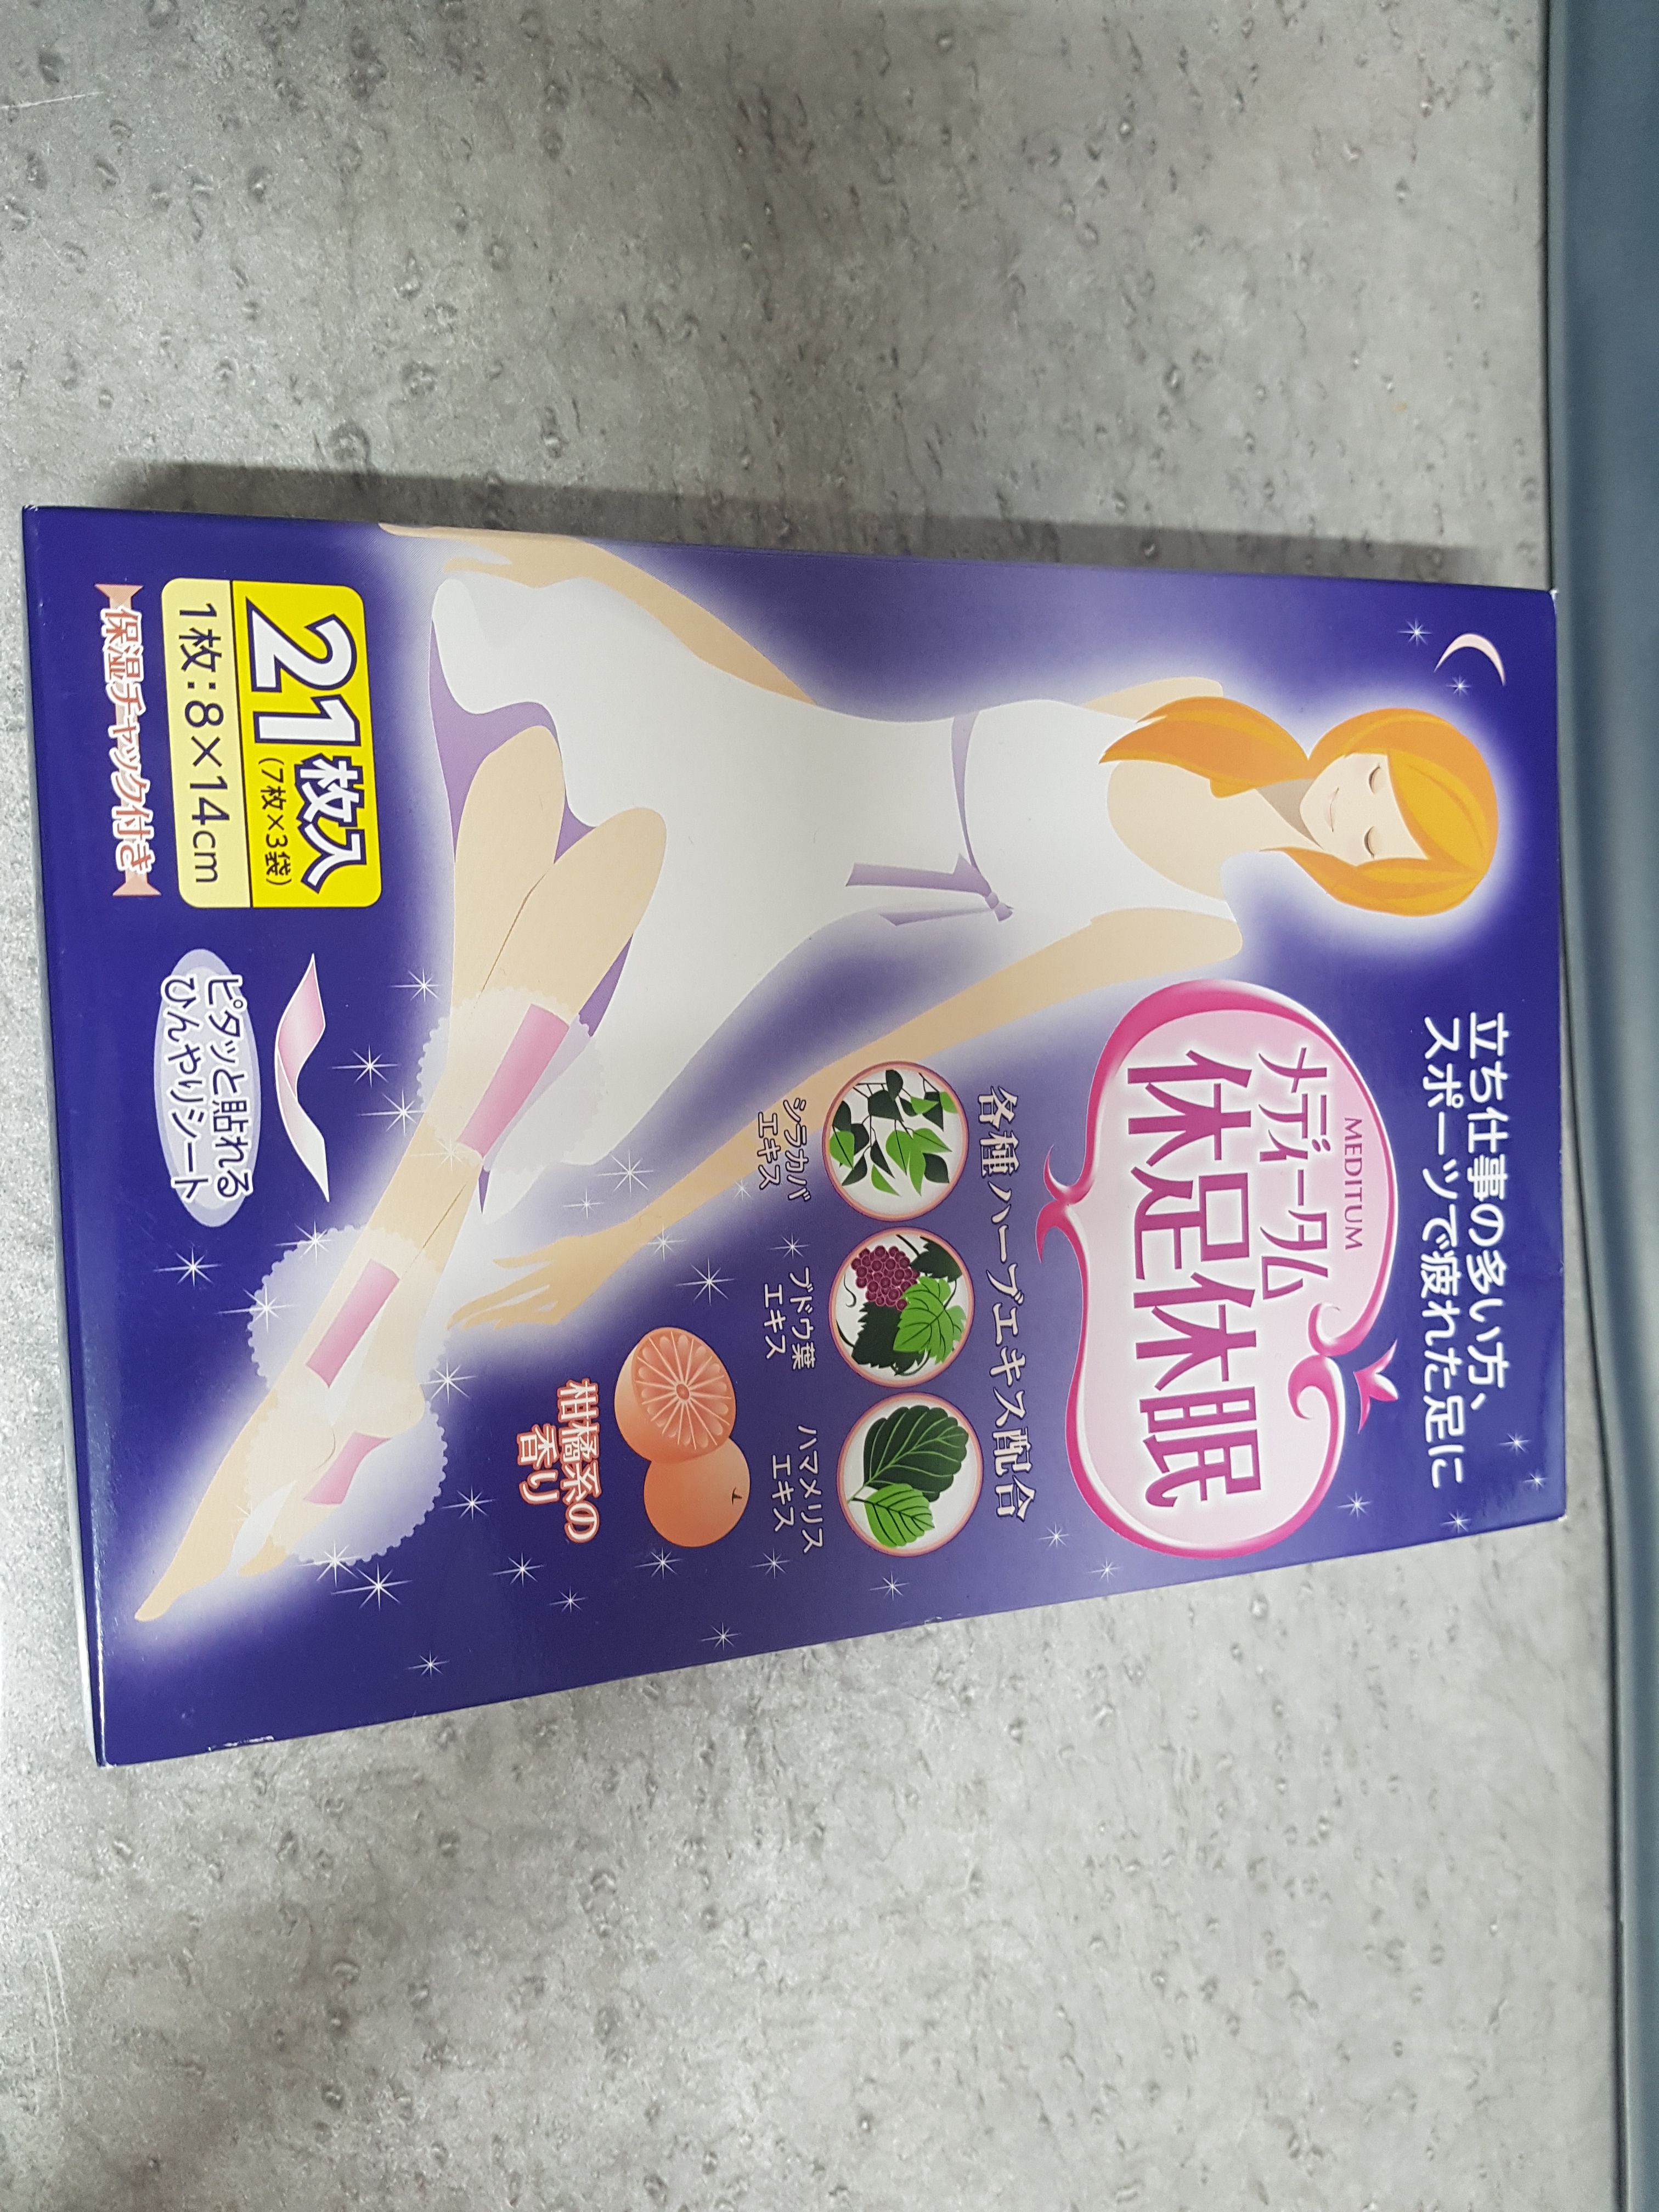 立ち仕事の多い方、
スポーツで疲れた足に
MEDITUM
メディータム
休足休眠
各種ハーブエキス配合
シラカバ
エキス
ブドウ葉
エキス
ハマメリス
エキス
柑橘系の
香り
21枚入
(7枚×3袋)
1枚:8×14cm
保湿チャック付き
ピタッと貼れる
ひんやりシート